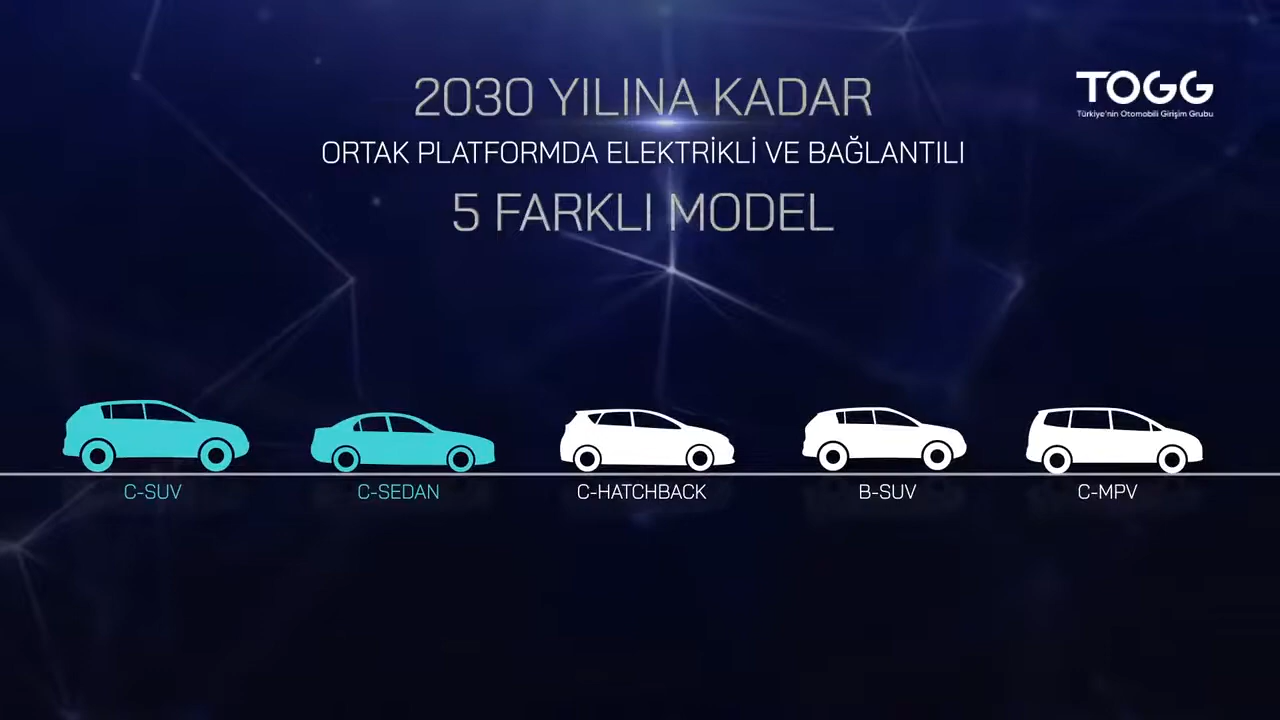 2030 YILINA KADAR
TOGG
Türkiye'nin Otomobili Girişim Grubu
ORTAK PLATFORMDA ELEKTRİKLİ VE BAĞLANTILI
5 FARKLI MODEL
C-SUV
C-SEDAN
C-HATCHBACK
B-SUV
C-MPV